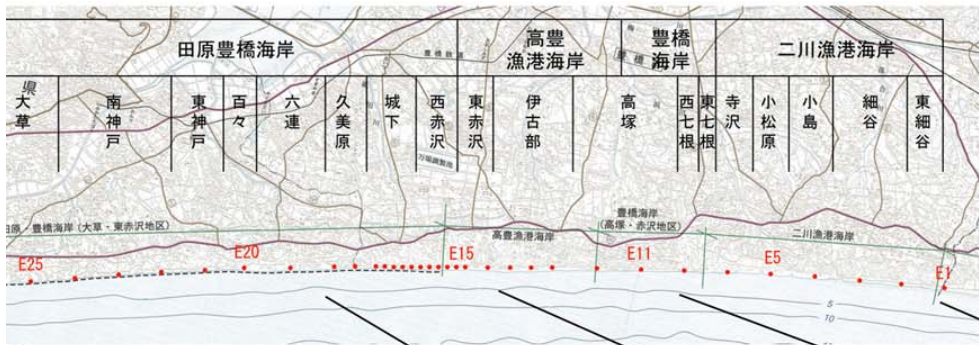 田原豊橋海岸
高豊
漁港海岸
豊橋
海岸
二川漁港海岸
県
大草
南神戸
東神戸
百々
六連
久美原
城下
西赤沢
東赤沢
伊古部
高塚
西七根
東七根
寺沢
小松原
小島
細谷
東細谷
豊橋鉄道
万場調整池
田原・豊橋海岸(大草・東赤沢地区)
高豊漁港海岸
豊橋海岸
(高塚・赤沢地区)
二川漁港海岸
E25
E20
E15
E11
E5
E1
5
10